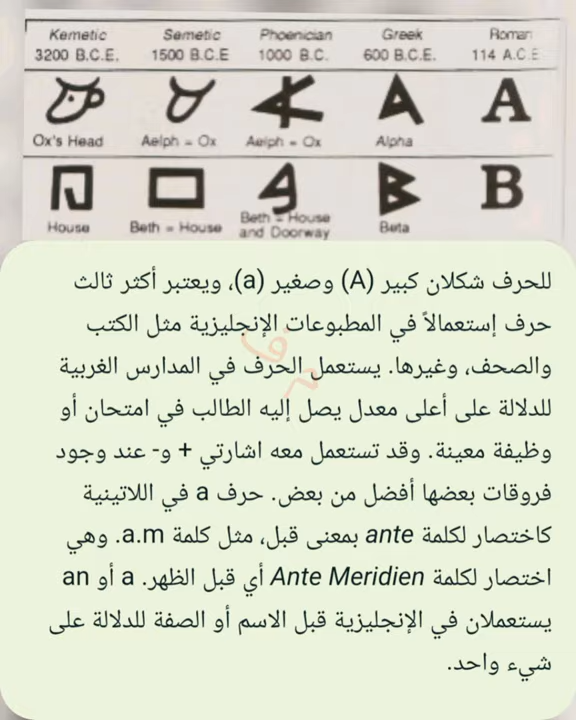 Kemetic Semetic Phoenician Greek Roman
3200 B.C.E. 1500 B.C.E 1000 B.C. 600 B.C.E. 114 A.C.E
A
Ox's Head Aelph = Ox Aelph = Ox Alpha
B
House Beth = House Beth = House and Doorway Beta
للحرف شكلان كبير (A) وصغير (a)، ويعتبر أكثر ثالث
حرف إستعمالاً في المطبوعات الإنجليزية مثل الكتب
والصحف، وغيرها. يستعمل الحرف في المدارس الغربية
للدلالة على أعلى معدل يصل إليه الطالب في امتحان أو
وظيفة معينة. وقد تستعمل معه اشارتي + و- عند وجود
فروقات بعضها أفضل من بعض. حرف a في اللاتينية
كاختصار لكلمة ante بمعنى قبل، مثل كلمة a.m. وهي
اختصار لكلمة Ante Meridien أي قبل الظهر. a أو an
يستعملان في الإنجليزية قبل الاسم أو الصفة للدلالة على
شيء واحد.